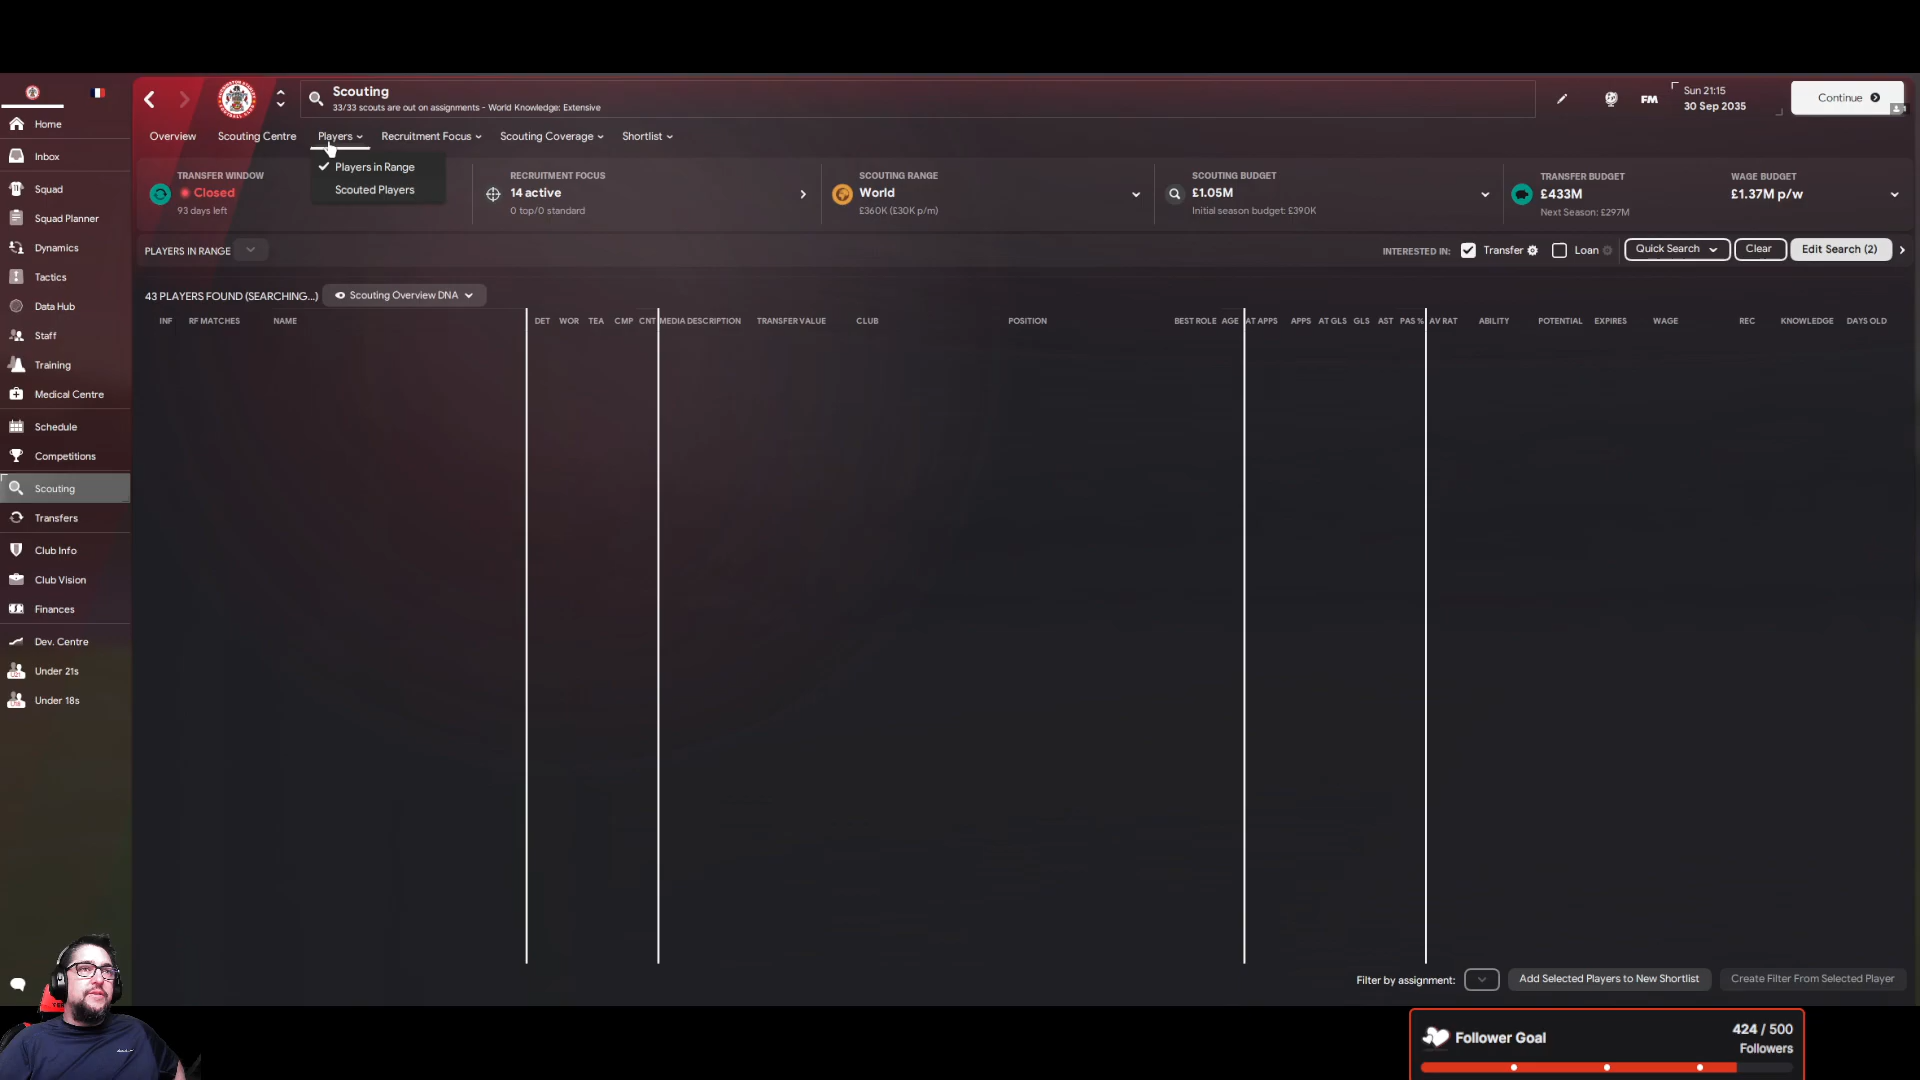 Scouting
33/33 scouts are out on assignments - World Knowledge: Extensive
FM
Sun 21:15
30 Sep 2035
Continue
Overview
Scouting Centre
Players
Recruitment Focus
Scouting Coverage
Shortlist
Players in Range
Scouted Players
TRANSFER WINDOW
Closed
93 days left
RECRUITMENT FOCUS
14 active
0 top/0 standard
SCOUTING RANGE
World
£360K (£30K p/m)
SCOUTING BUDGET
£1.05M
Initial season budget: £390K
TRANSFER BUDGET
£433M
Next Season: £297M
WAGE BUDGET
£1.37M p/w
PLAYERS IN RANGE
INTERESTED IN:
Transfer
Loan
Quick Search
Clear
Edit Search (2)
43 PLAYERS FOUND (SEARCHING...)
Scouting Overview DNA
INF RF MATCHES NAME DET WOR TEA CMP CNT MEDIA DESCRIPTION TRANSFER VALUE CLUB POSITION BEST ROLE AGE AT APPS APPS AT GLS GLS AST PAS % AV RAT ABILITY POTENTIAL EXPIRES WAGE REC KNOWLEDGE DAYS OLD
Home
Inbox
Squad
Squad Planner
Dynamics
Tactics
Data Hub
Staff
Training
Medical Centre
Schedule
Competitions
Scouting
Transfers
Club Info
Club Vision
Finances
Dev. Centre
Under 21s
Under 18s
Filter by assignment:
Add Selected Players to New Shortlist
Create Filter From Selected Player
Follower Goal
424 / 500
Followers